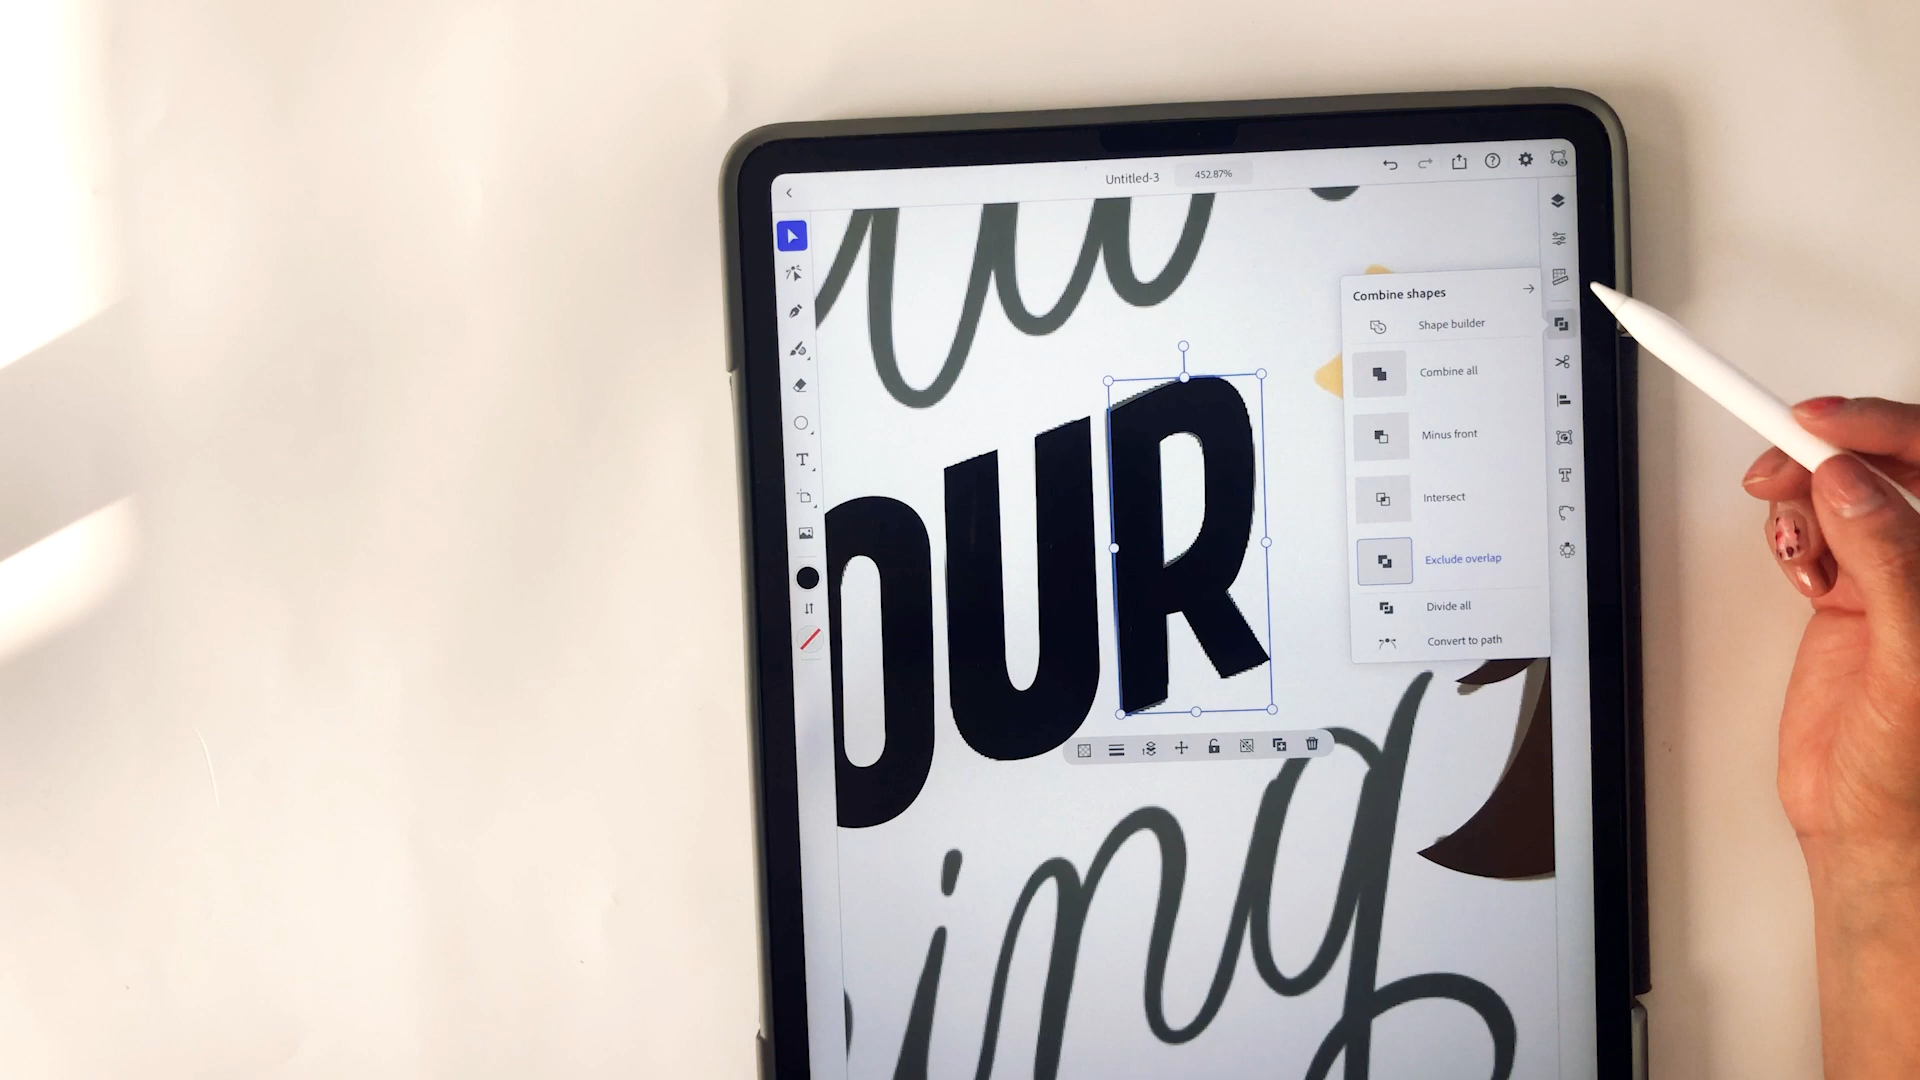 Untitled-3 452.87%
Combine shapes
Shape builder
Combine all
Minus front
Intersect
Exclude overlap
Divide all
Convert to path
OUR
ing